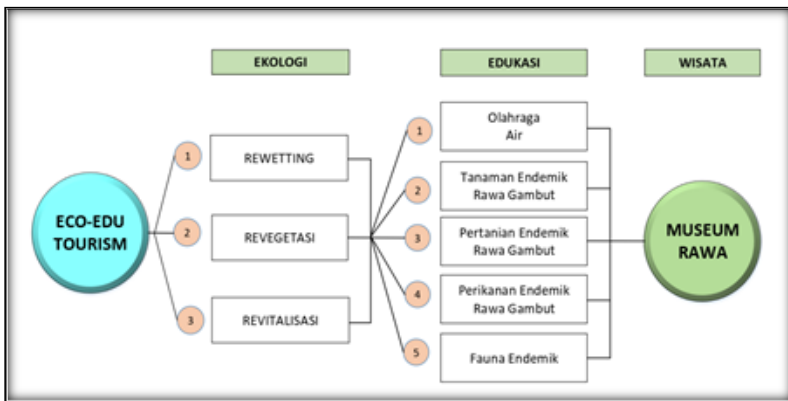 EKOLOGI
EDUKASI
WISATA
ECO-EDU
TOURISM
1
REWETTING
2
REVEGETASI
3
REVITALISASI
1
Olahraga
Air
2
Tanaman Endemik
Rawa Gambut
3
Pertanian Endemik
Rawa Gambut
4
Perikanan Endemik
Rawa Gambut
5
Fauna Endemik
MUSEUM
RAWA